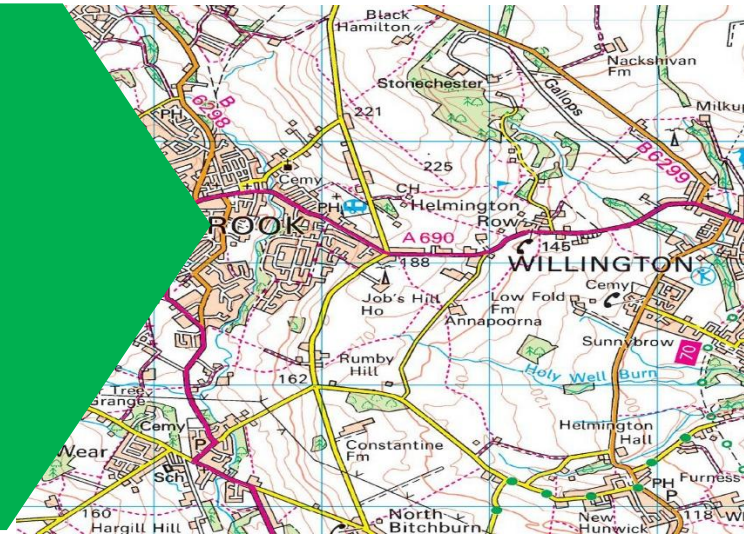 Black
Hamilton
Nackshivan
Fm
Stonechester
Gallops
Milkup
B
6298
PH
221
B6299
225
Cemy
CH
PH
Helmington
Row
ROOK
A 690
145
188
WILLINGTON
Job's Hill
Ho
Low Fold
Fm
Cemy
Annapoorna
Sunnybrow
70
Rumby
Hill
Holy Well Burn
162
Tree
Grange
Helmington
Hall
Cemy
P
Wear
Constantine
Fm
Sch
PH
P
Furness
160
Hargill Hill
North
Bitchburn
New
Hunwick
118